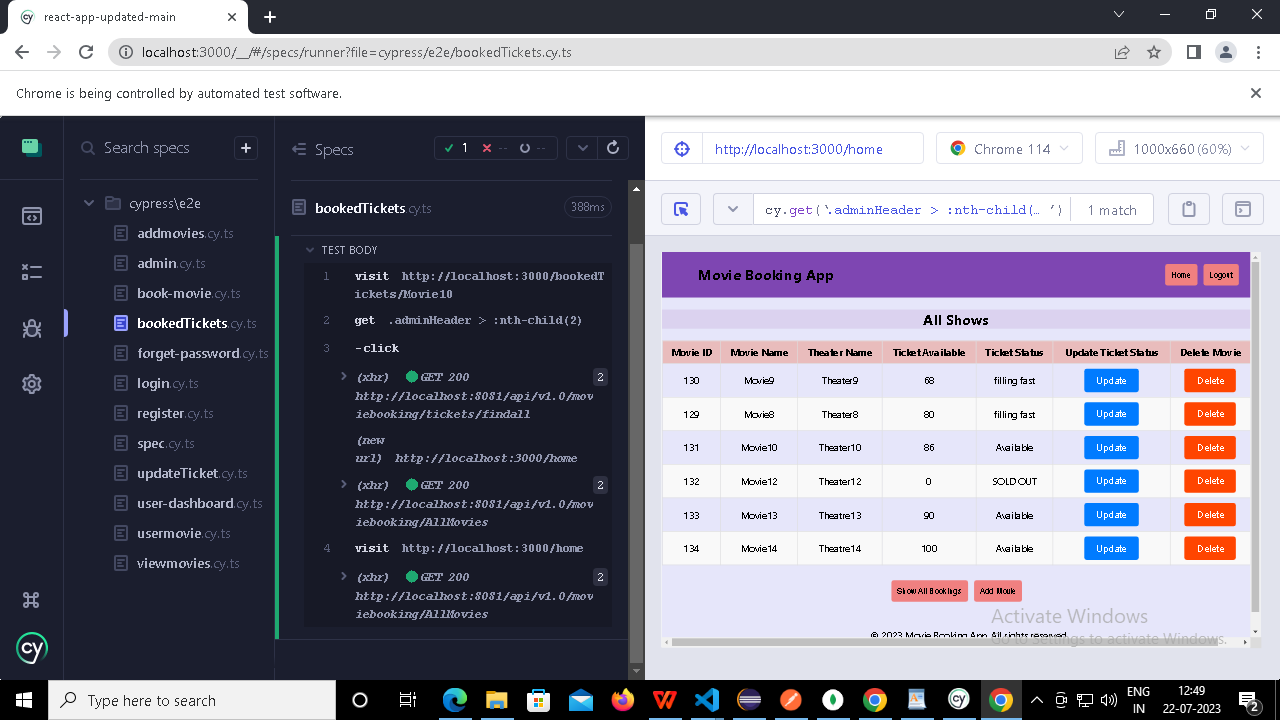 react-app-updated-main
localhost:3000/__/#/specs/runner?file=cypress/e2e/bookedTickets.cy.ts
Chrome is being controlled by automated test software.
Search specs
+
Specs
1
--
--
http://localhost:3000/home
Chrome 114
1000x660 (60%)
cypress\e2e
addmovies.cy.ts
admin.cy.ts
book-movie.cy.ts
bookedTickets.cy.ts
forget-password.cy.ts
login.cy.ts
register.cy.ts
spec.cy.ts
updateTicket.cy.ts
user-dashboard.cy.ts
usermovie.cy.ts
viewmovies.cy.ts
cy
bookedTickets.cy.ts
388ms
TEST BODY
1 visit http://localhost:3000/bookedT
ickets/Movie10
2 get .adminHeader > :nth-child(2)
3 -click
(xhr) GET 200 2
http://localhost:8081/api/v1.0/mov
iebooking/tickets/findall
(new
url) http://localhost:3000/home
(xhr) GET 200 2
http://localhost:8081/api/v1.0/mov
iebooking/AllMovies
4 visit http://localhost:3000/home
(xhr) GET 200 2
http://localhost:8081/api/v1.0/mov
iebooking/AllMovies
cy.get('.adminHeader > :nth-child(… ')
1 match
Movie Booking App
Home
Logout
All Shows
Movie ID Movie Name Theater Name Ticket Available Ticket Status Update Ticket Status Delete Movie
130 Movie9 Theater9 68 filling fast Update Delete
129 Movie8 Theater8 80 filling fast Update Delete
131 Movie10 Theater10 86 Available Update Delete
132 Movie12 Theatre12 0 SOLD OUT Update Delete
133 Movie13 Theatre13 90 Available Update Delete
134 Movie14 Theatre14 100 Available Update Delete
Show All Bookings
Add Movie
© 2023 Movie Booking App. All rights reserved.
Activate Windows
to activate Windows.
Type here to search
cy
ENG
IN
12:49
22-07-2023
2